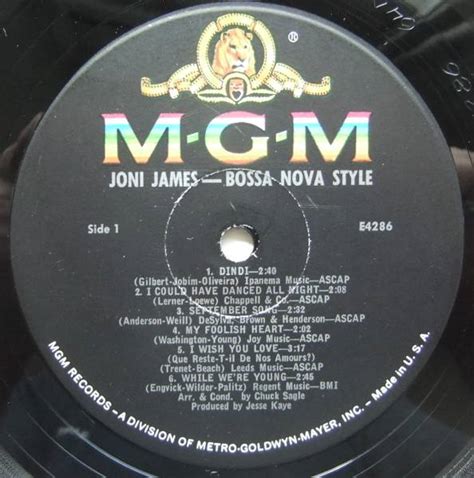 ®
M-G-M
JONI JAMES — BOSSA NOVA STYLE
Side 1
E4286
1. DINDI—2:40
(Gilbert-Jobim-Oliveira) Ipanema Music—ASCAP
2. I COULD HAVE DANCED ALL NIGHT—2:08
(Lerner-Loewe) Chappell & Co.—ASCAP
3. SEPTEMBER SONG—2:32
(Anderson-Weill) DeSylva, Brown & Henderson—ASCAP
4. MY FOOLISH HEART—2:02
(Washington-Young) Joy Music—ASCAP
5. I WISH YOU LOVE—3:17
(Que Reste-T-il De Nos Amours?)
(Trenet-Beach) Leeds Music—ASCAP
6. WHILE WE'RE YOUNG—2:45
(Engvick-Wilder-Palitz) Regent Music—BMI
Arr. & Cond. by Chuck Sagle
Produced by Jesse Kaye
MGM RECORDS – A DIVISION OF METRO-GOLDWYN-MAYER, INC. – Made in U.S.A.